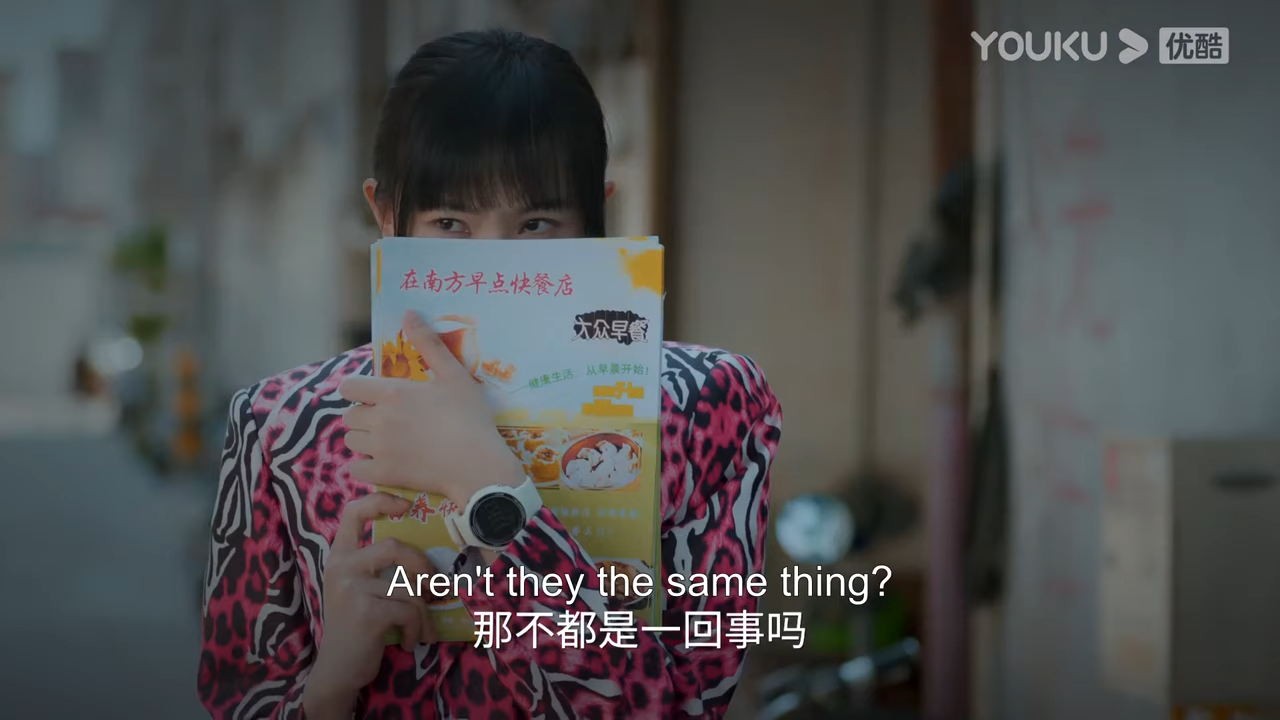 YOUKU 优酷
在南方早点快餐店
大众早餐
健康生活 从早晨开始!
Aren't they the same thing?
那不都是一回事吗